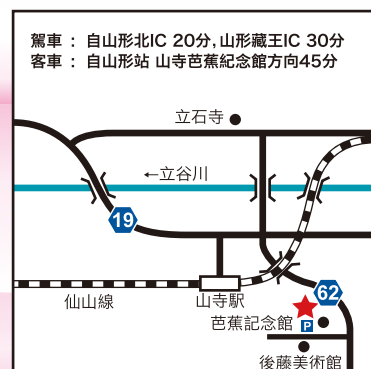 駕車 : 自山形北IC 20分,山形藏王IC 30分
客車 : 自山形站 山寺芭蕉紀念館方向45分
立石寺
←立谷川
19
仙山線
山寺駅
62
芭蕉記念館
P
後藤美術館